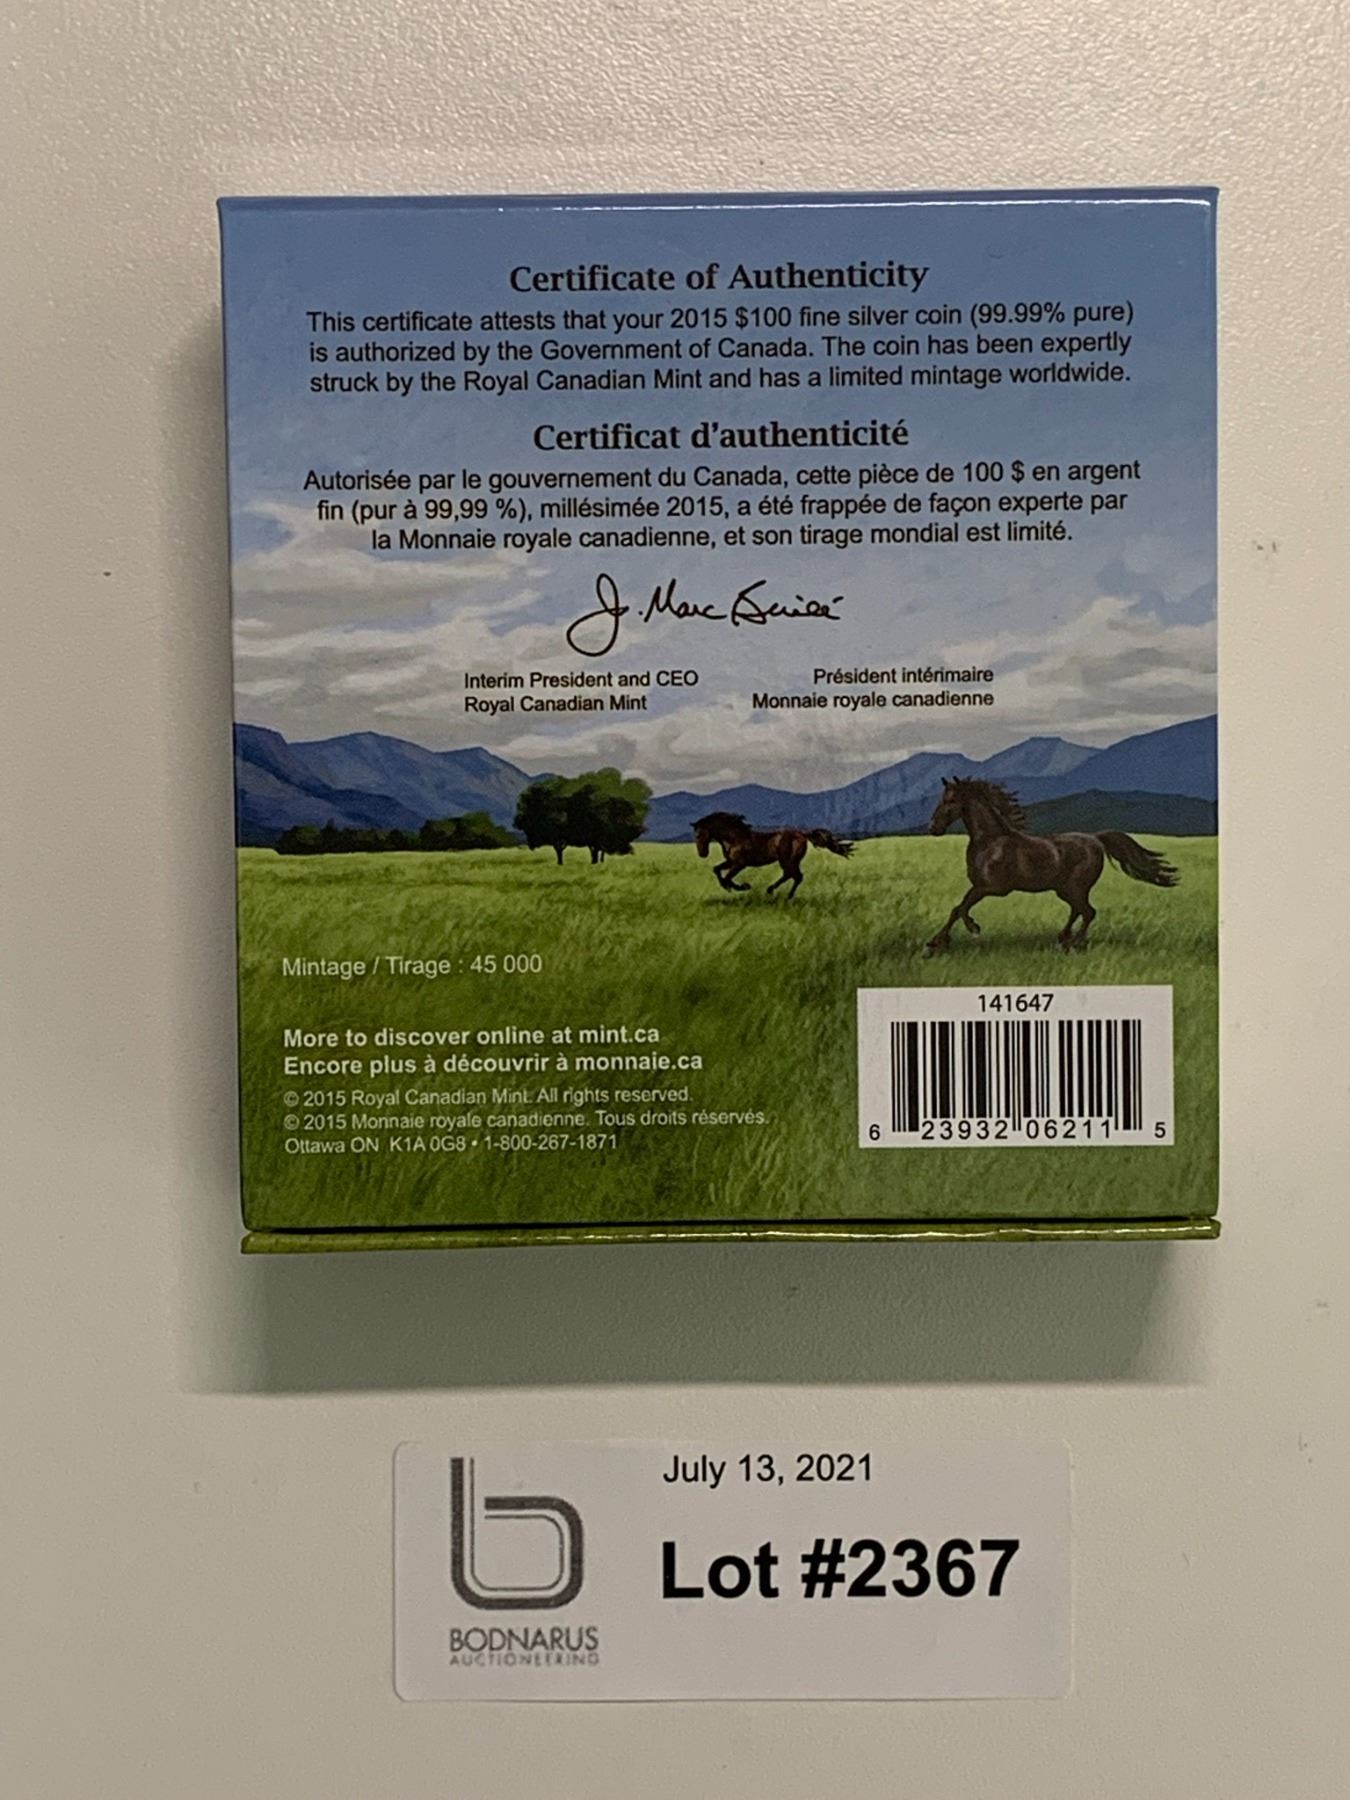 Certificate of Authenticity
This certificate attests that your 2015 $100 fine silver coin (99.99% pure)
is authorized by the Government of Canada. The coin has been expertly
struck by the Royal Canadian Mint and has a limited mintage worldwide.
Certificat d'authenticité
Autorisée par le gouvernement du Canada, cette pièce de 100 $ en argent
fin (pur à 99,99 %), millésimée 2015, a été frappée de façon experte par
la Monnaie royale canadienne, et son tirage mondial est limité.
J. Marc
Interim President and CEO
Royal Canadian Mint
Président intérimaire
Monnaie royale canadienne
Mintage / Tirage : 45 000
More to discover online at mint.ca
Encore plus à découvrir à monnaie.ca
© 2015 Royal Canadian Mint. All rights reserved.
© 2015 Monnaie royale canadienne. Tous droits réservés.
Ottawa ON K1A 0G8 • 1-800-267-1871
141647
6 23932 06211 5
July 13, 2021
Lot #2367
BODNARUS
AUCTIONEERING